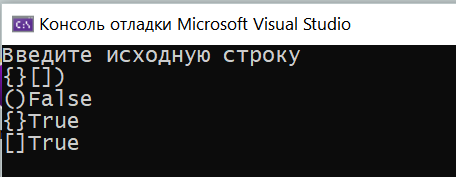 C:\ Консоль отладки Microsoft Visual Studio
Введите исходную строку
{}[])
()False
{}True
[]True